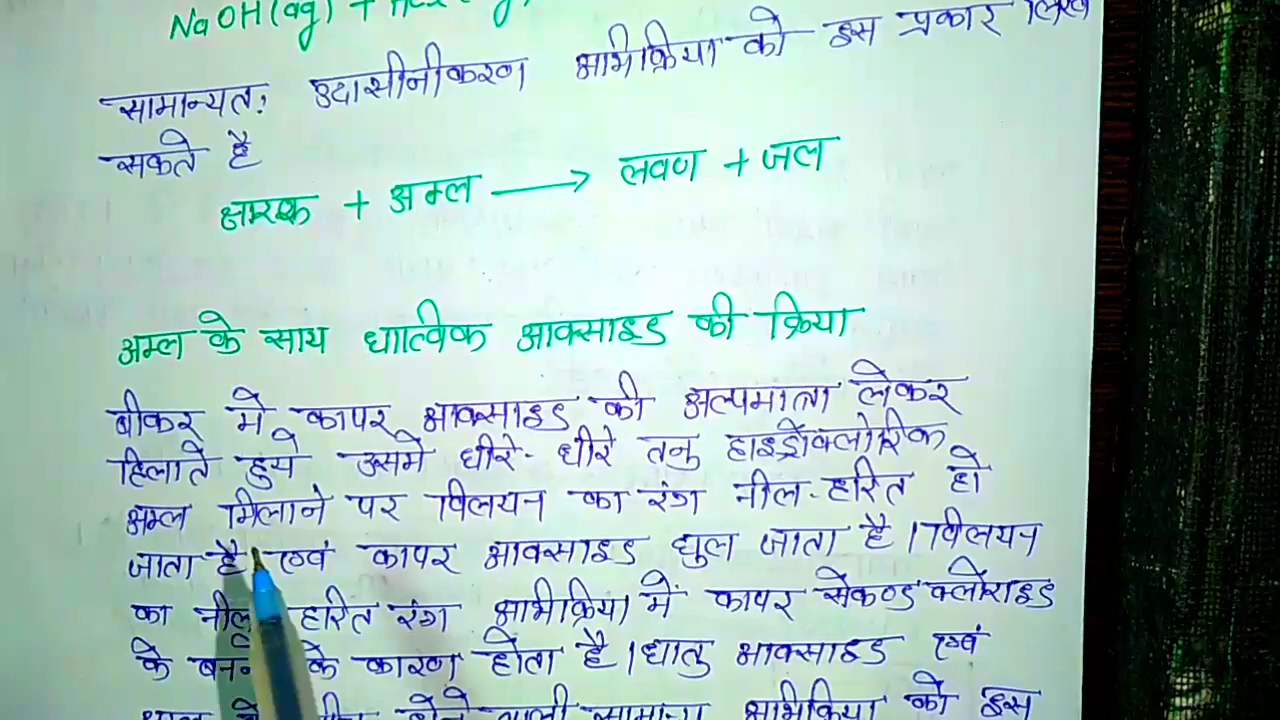 NaOH(aq) +
सामान्यतः उदासीनीकरण अभिक्रिया को इस प्रकार लिख
सकते है
क्षारक + अम्ल ⟶ लवण + जल
अम्ल के साथ धात्विक आक्साइड की क्रिया
बीकर मे कापर आक्साइड की अल्पमात्रा लेकर
हिलाते हुये उसमे धीरे- धीरे तनु हाइड्रोक्लोरिक
अम्ल मिलाने पर विलयन का रंग नील-हरित हो
जाता है एवं कापर आक्साइड घुल जाता है। विलयन
का नील हरित रंग अभिक्रिया में कापर सेकण्ड क्लोराइड
के बनने के कारण होता है। धातु आक्साइड एवं
सामान्य अभिक्रिया को इस